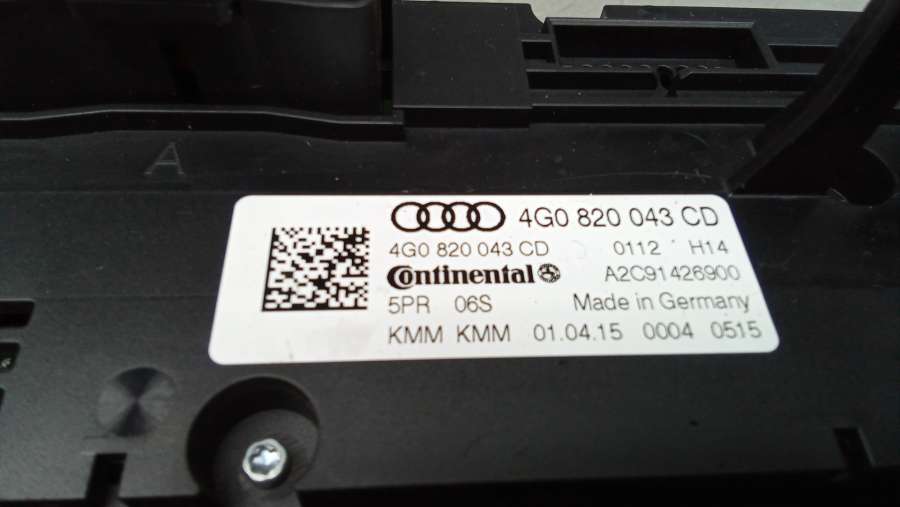 A
4G0 820 043 CD
4G0 820 043 CD 0112 H14
Continental A2C91426900
5PR 06S Made in Germany
KMM KMM 01.04.15 0004 0515